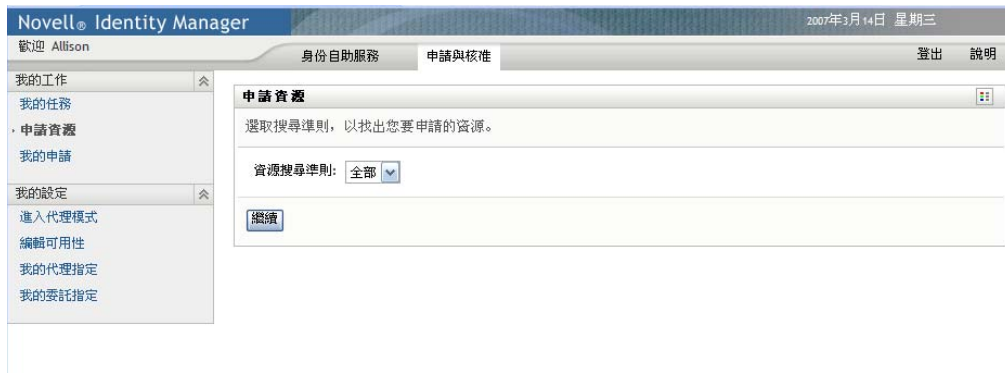 Novell® Identity Manager
2007年3月14日 星期三
歡迎 Allison
身份自助服務
申請與核准
登出
說明
我的工作
我的任務
申請資源
我的申請
我的設定
進入代理模式
編輯可用性
我的代理指定
我的委託指定
申請資源
選取搜尋準則，以找出您要申請的資源。
資源搜尋準則: 全部
繼續